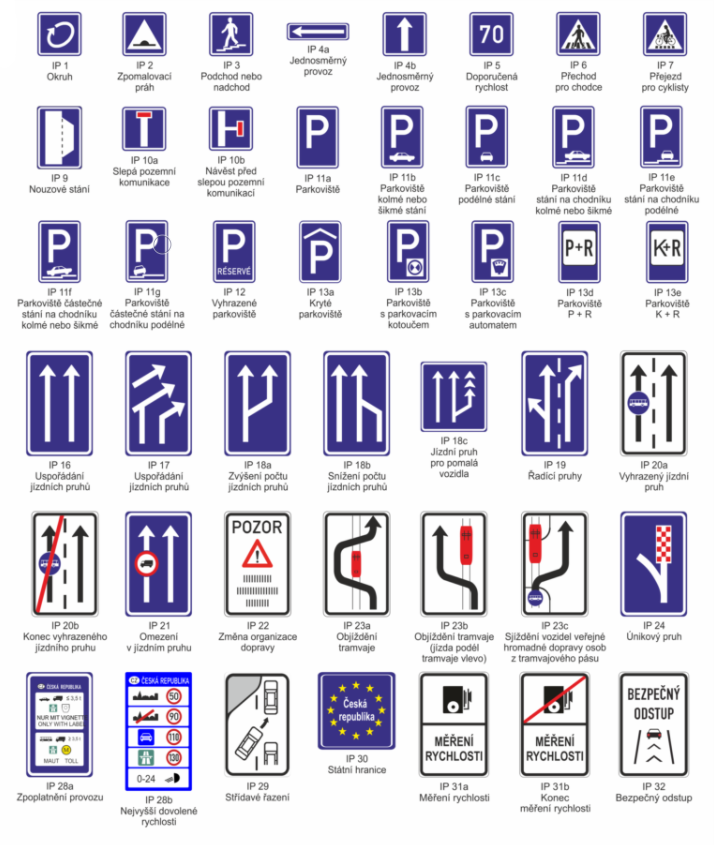 70
IP 1
Okruh
IP 2
Zpomalovací
práh
IP 3
Podchod nebo
nadchod
IP 4a
Jednosměrný
provoz
IP 4b
Jednosměrný
provoz
IP 5
Doporučená
rychlost
IP 6
Přechod
pro chodce
IP 7
Přejezd
pro cyklisty
P
P
P
P
P
IP 9
Nouzové stání
IP 10a
Slepá pozemní
komunikace
IP 10b
Návěst před
slepou pozemní
komunikací
IP 11a
Parkoviště
IP 11b
Parkoviště
kolmé nebo
šikmé stání
IP 11c
Parkoviště
podélné stání
IP 11d
Parkoviště
stání na chodníku
kolmé nebo šikmé
IP 11e
Parkoviště
stání na chodníku
podélné
P
P
P
RÉSERVÉ
P
P
P
P+R
K+R
IP 11f
Parkoviště částečné
stání na chodníku
kolmé nebo šikmé
IP 11g
Parkoviště
částečné stání na
chodníku podélné
IP 12
Vyhrazené
parkoviště
IP 13a
Kryté
parkoviště
IP 13b
Parkoviště
s parkovacím
kotoučem
IP 13c
Parkoviště
s parkovacím
automatem
IP 13d
Parkoviště
P + R
IP 13e
Parkoviště
K + R
IP 16
Uspořádání
jízdních pruhů
IP 17
Uspořádání
jízdních pruhů
IP 18a
Zvýšení počtu
jízdních pruhů
IP 18b
Snížení počtu
jízdních pruhů
IP 18c
Jízdní pruh
pro pomalá
vozidla
IP 19
Řadící pruhy
IP 20a
Vyhrazený jízdní
pruh
POZOR
IP 20b
Konec vyhrazeného
jízdního pruhu
IP 21
Omezení
v jízdním pruhu
IP 22
Změna organizace
dopravy
IP 23a
Objíždění
tramvaje
IP 23b
Objíždění tramvaje
(jízda podél
tramvaje vlevo)
IP 23c
Sjíždění vozidel veřejné
hromadné dopravy osob
z tramvajového pásu
IP 24
Únikový pruh
ČESKÁ REPUBLIKA
≤ 3,5 t
NUR MIT VIGNETT
ONLY WITH LABEL
M
MAUT TOLL
IP 28a
Zpoplatnění provozu
CZ ČESKÁ REPUBLIKA
50
90
110
130
0-24
IP 28b
Nejvyšší dovolené
rychlosti
IP 29
Střídavé řazení
Česká
republika
IP 30
Státní hranice
MĚŘENÍ
RYCHLOSTI
IP 31a
Měření rychlosti
MĚŘENÍ
RYCHLOSTI
IP 31b
Konec
měření rychlosti
BEZPEČNÝ
ODSTUP
IP 32
Bezpečný odstup